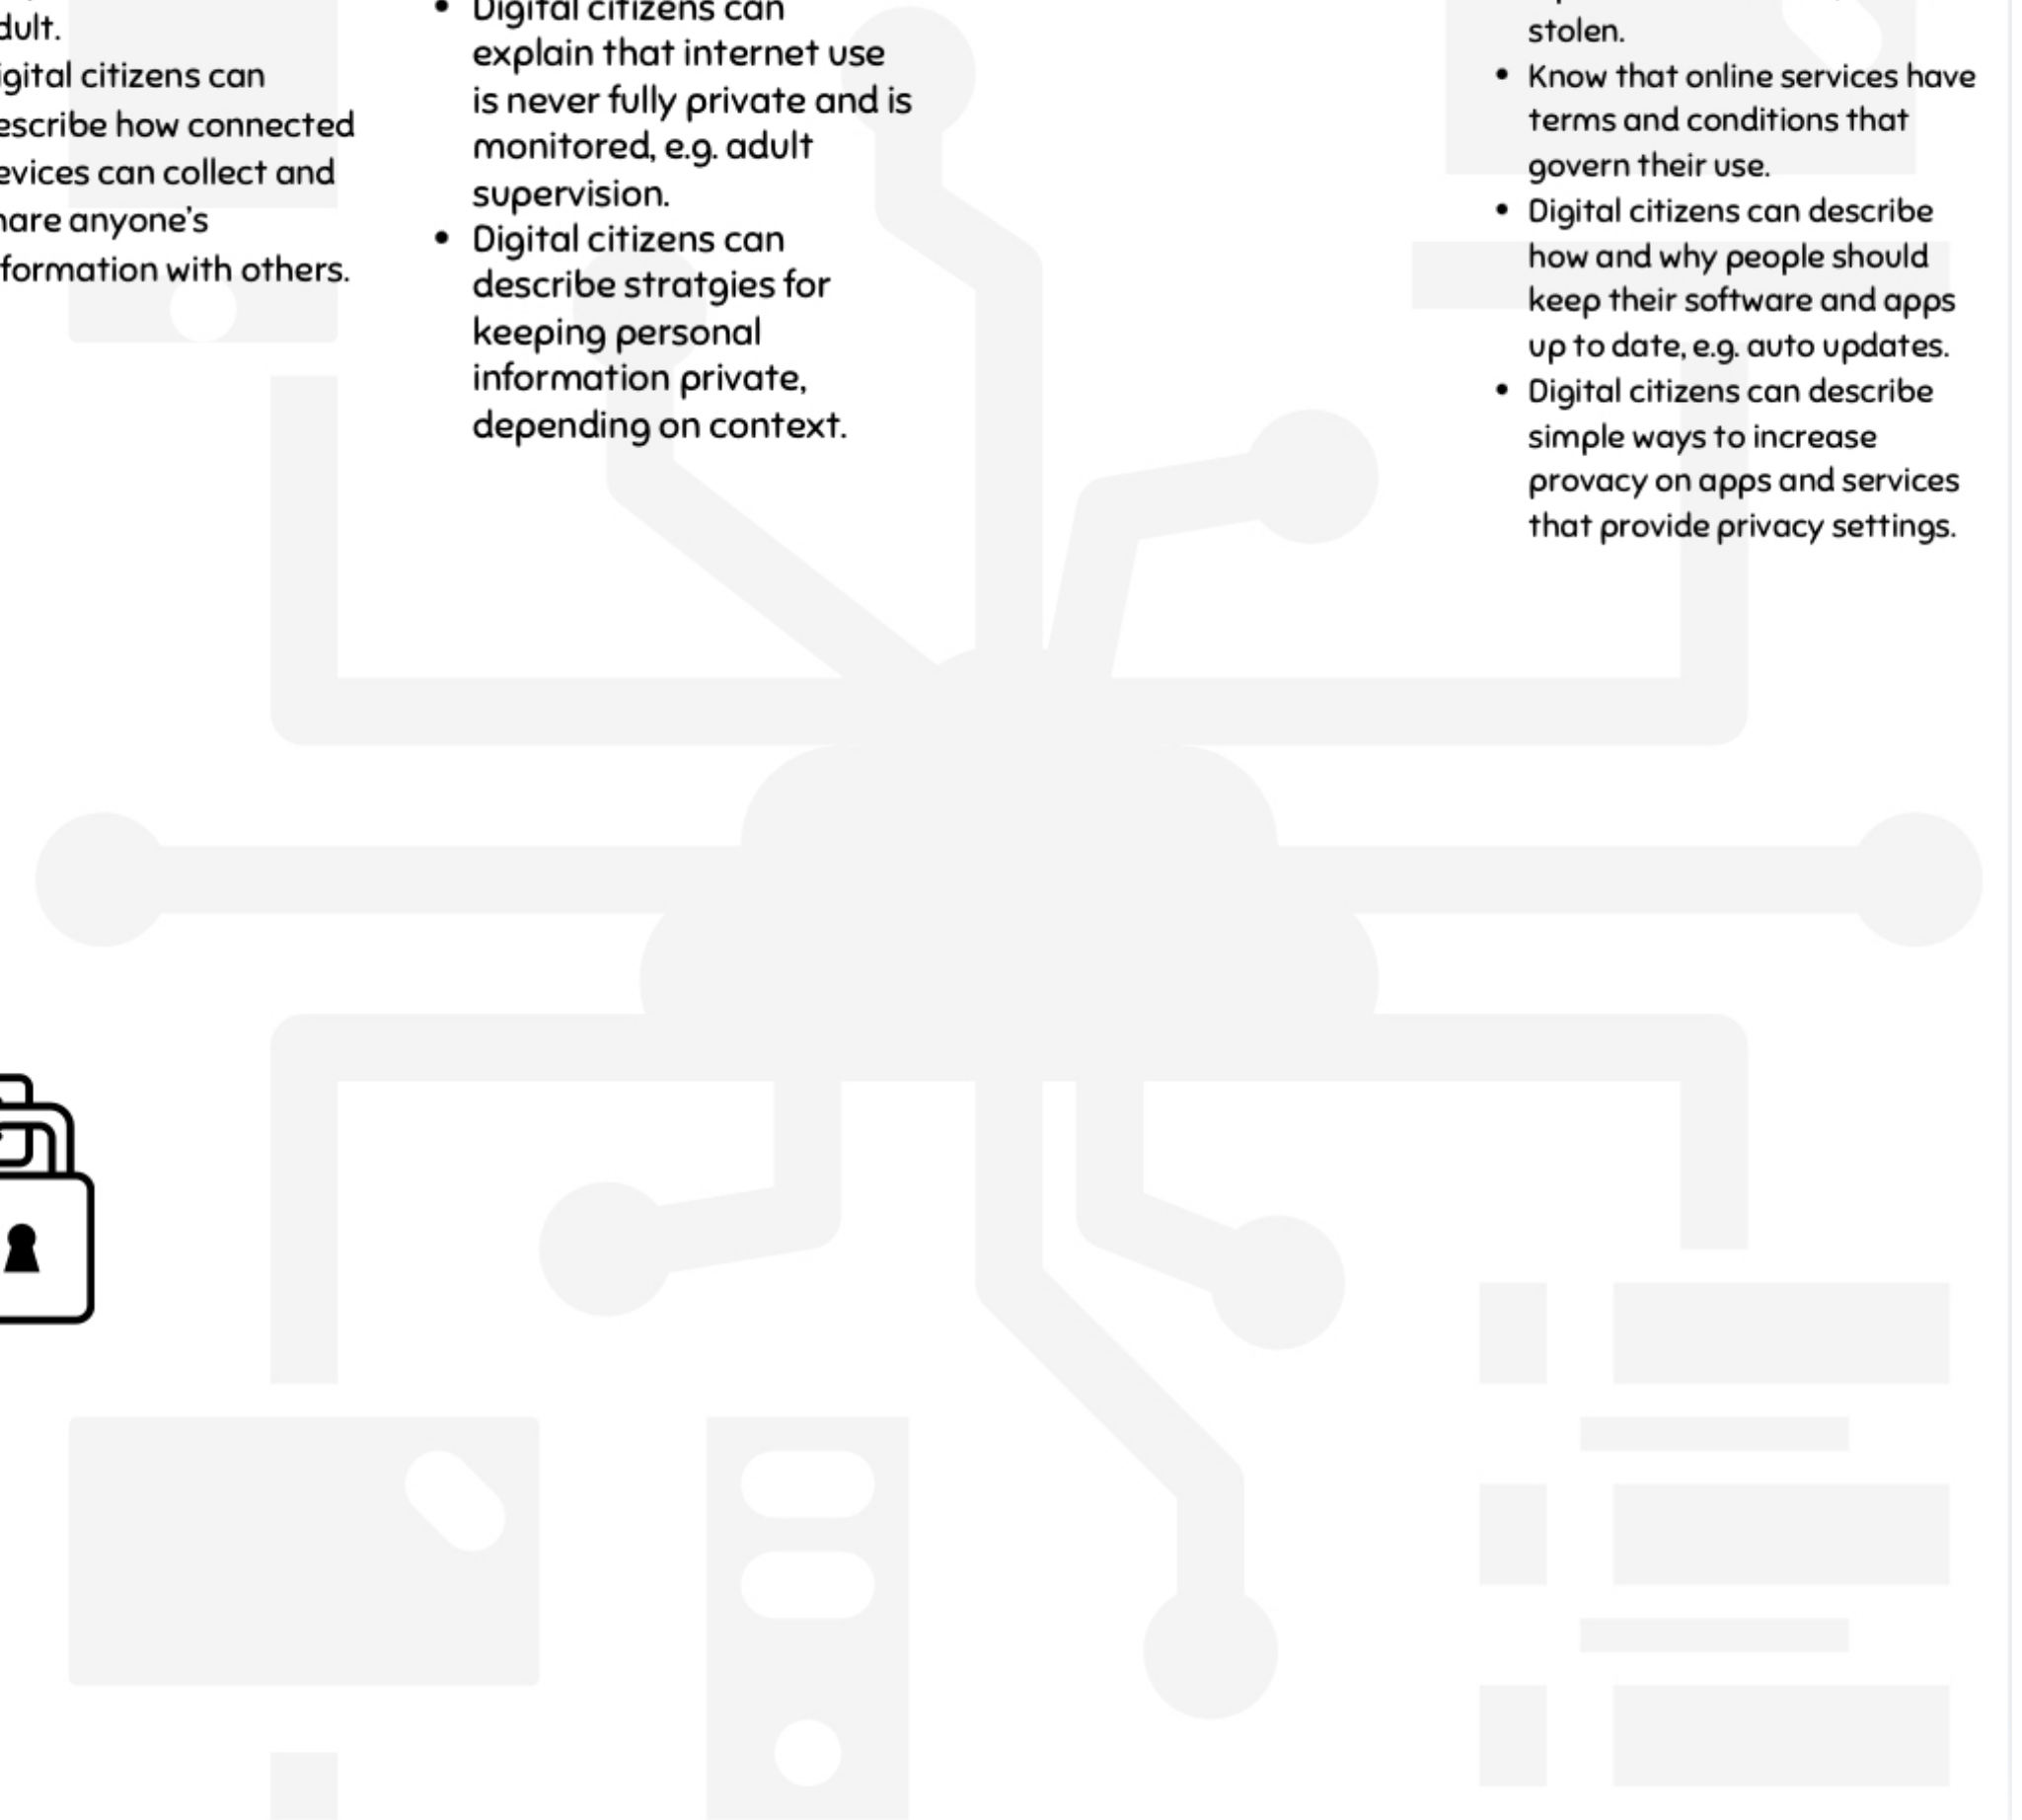 dult.
igital citizens can
escribe how connected
evices can collect and
hare anyone's
formation with others.
• Digital citizens can
explain that internet use
is never fully private and is
monitored, e.g. adult
supervision.
• Digital citizens can
describe stratgies for
keeping personal
information private,
depending on context.
stolen.
• Know that online services have
terms and conditions that
govern their use.
• Digital citizens can describe
how and why people should
keep their software and apps
up to date, e.g. auto updates.
• Digital citizens can describe
simple ways to increase
provacy on apps and services
that provide privacy settings.